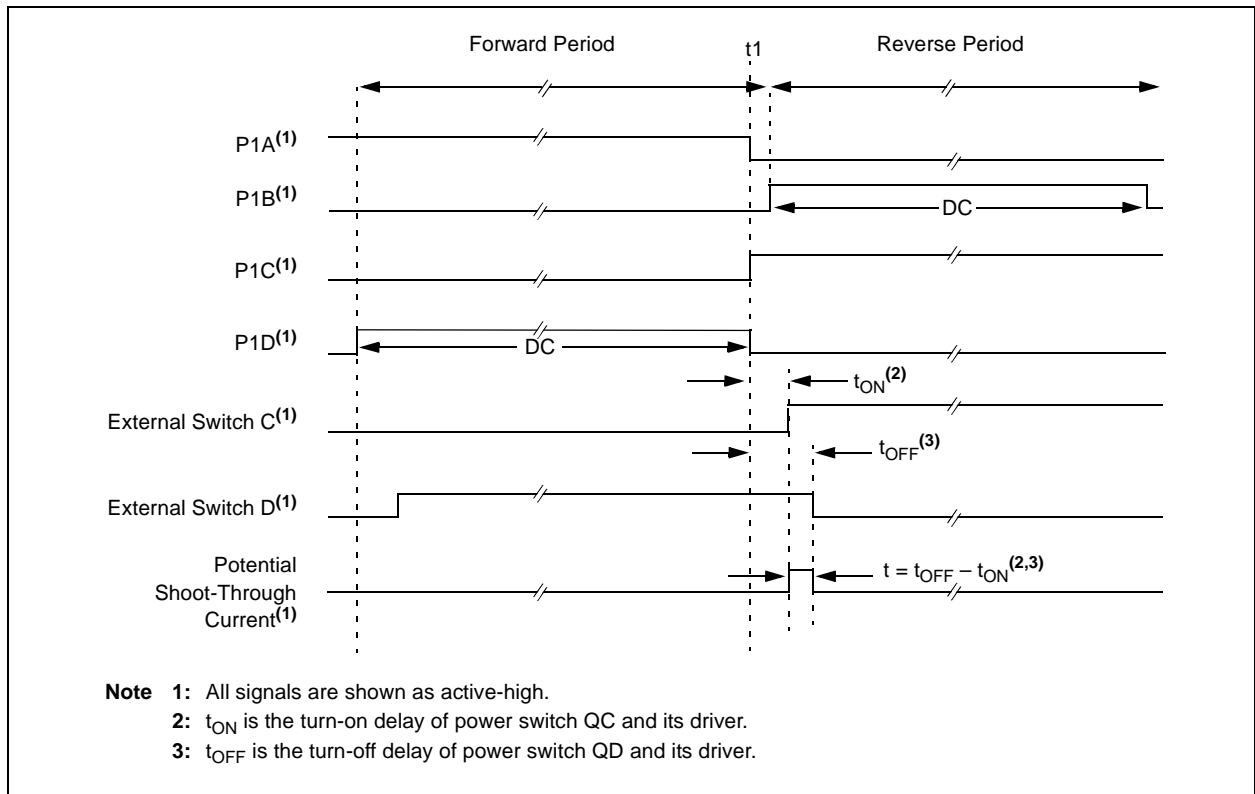 Forward Period
t1
Reverse Period
P1A(1)
P1B(1)
DC
P1C(1)
P1D(1)
DC
tON(2)
External Switch C(1)
tOFF(3)
External Switch D(1)
Potential
Shoot-Through
Current(1)
t = tOFF – tON(2,3)
Note 1: All signals are shown as active-high.
2: tON is the turn-on delay of power switch QC and its driver.
3: tOFF is the turn-off delay of power switch QD and its driver.